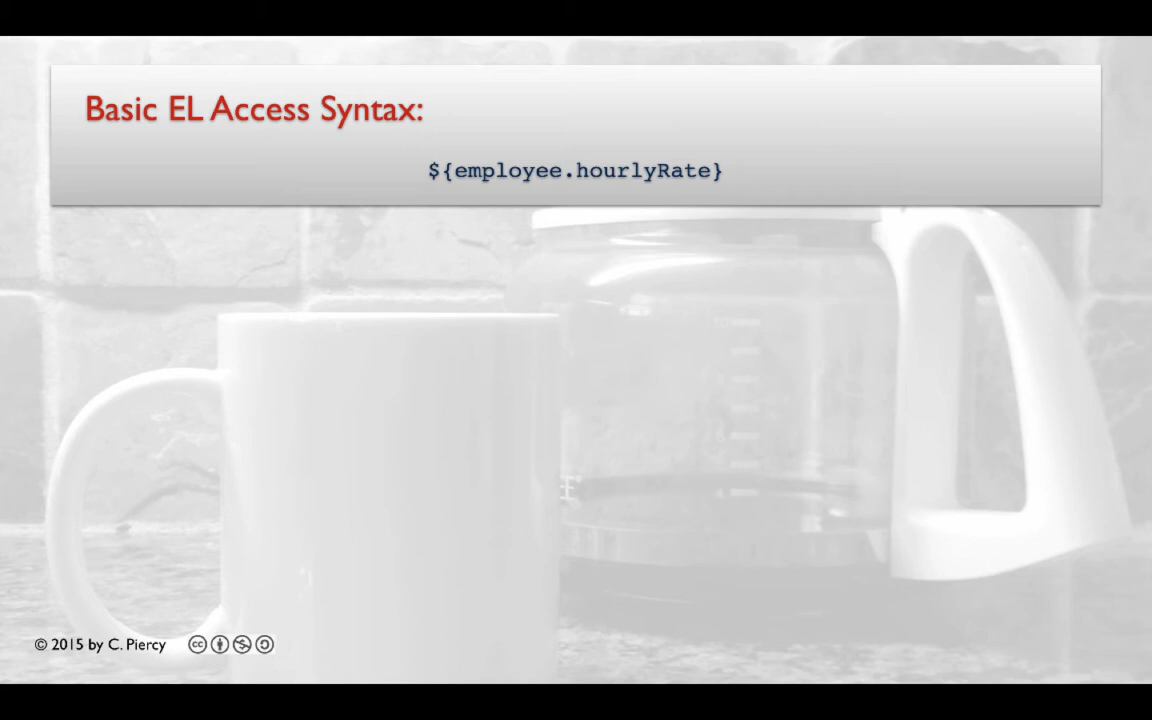 Basic EL Access Syntax:
${employee.hourlyRate}
© 2015 by C. Piercy